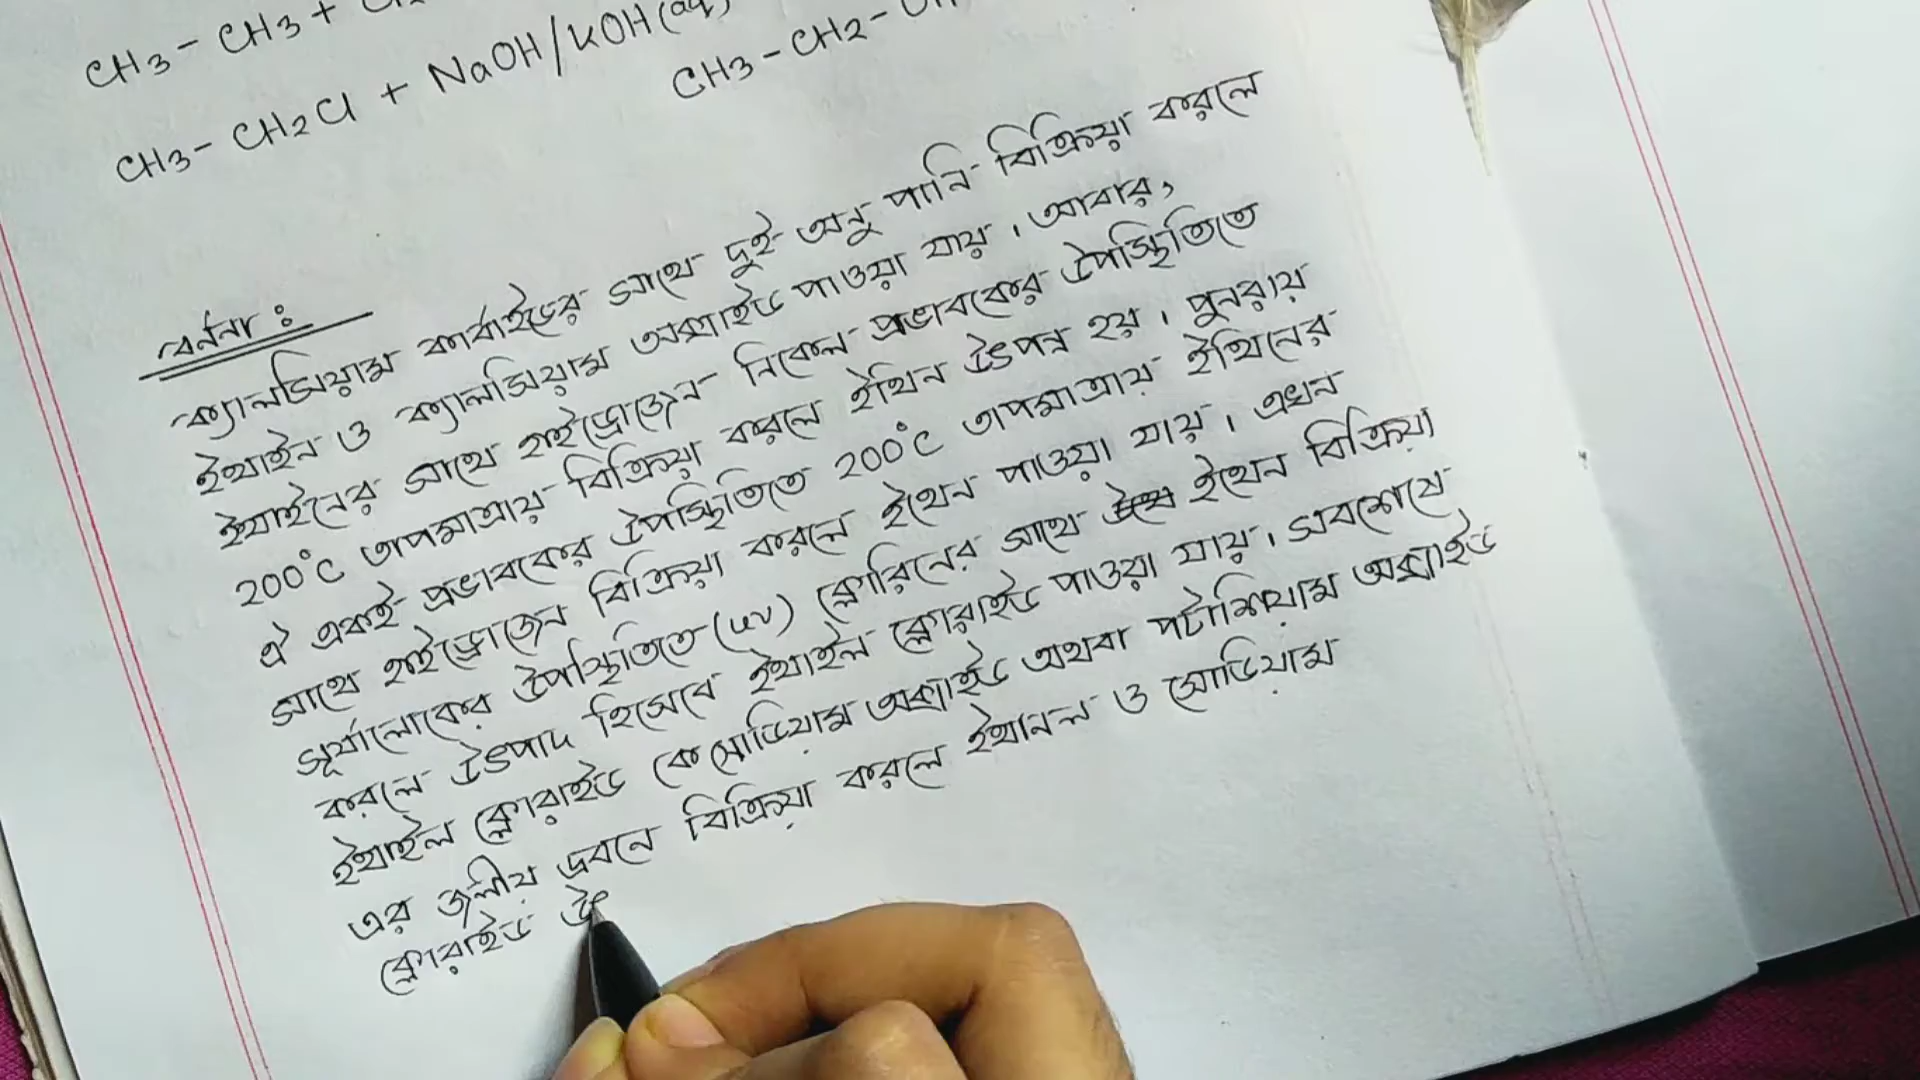 CH3 - CH3 +
CH3 - CH2Cl + NaOH/KOH(aq)
CH3 - CH2 - OH
বর্ননা :
ক্যালসিয়াম কার্বাইডের সাথে দুই অনু পানি বিক্রিয়া করলে
ইথাইন ও ক্যালসিয়াম অক্সাইড পাওয়া যায়। আবার,
ইথাইনের সাথে হাইড্রোজেন নিকেল প্রভাবকের উপস্থিতিতে
200°C তাপমাত্রায় বিক্রিয়া করলে ইথিন উৎপন্ন হয়। পুনরায়
ঐ একই প্রভাবকের উপস্থিতিতে 200°C তাপমাত্রায় ইথিনের
সাথে হাইড্রোজেন বিক্রিয়া করলে ইথেন পাওয়া যায়। এখন
সূর্যালোকের উপস্থিতিতে (uv) ক্লোরিনের সাথে ইথেন বিক্রিয়া
করলে উৎপাদ হিসেবে ইথাইল ক্লোরাইড পাওয়া যায়। সবশেষে
ইথাইল ক্লোরাইড কে সোডিয়াম অক্সাইড অথবা পটাশিয়াম অক্সাইড
এর জলীয় দ্রবনে বিক্রিয়া করলে ইথানল ও সোডিয়াম
ক্লোরাইড উৎ